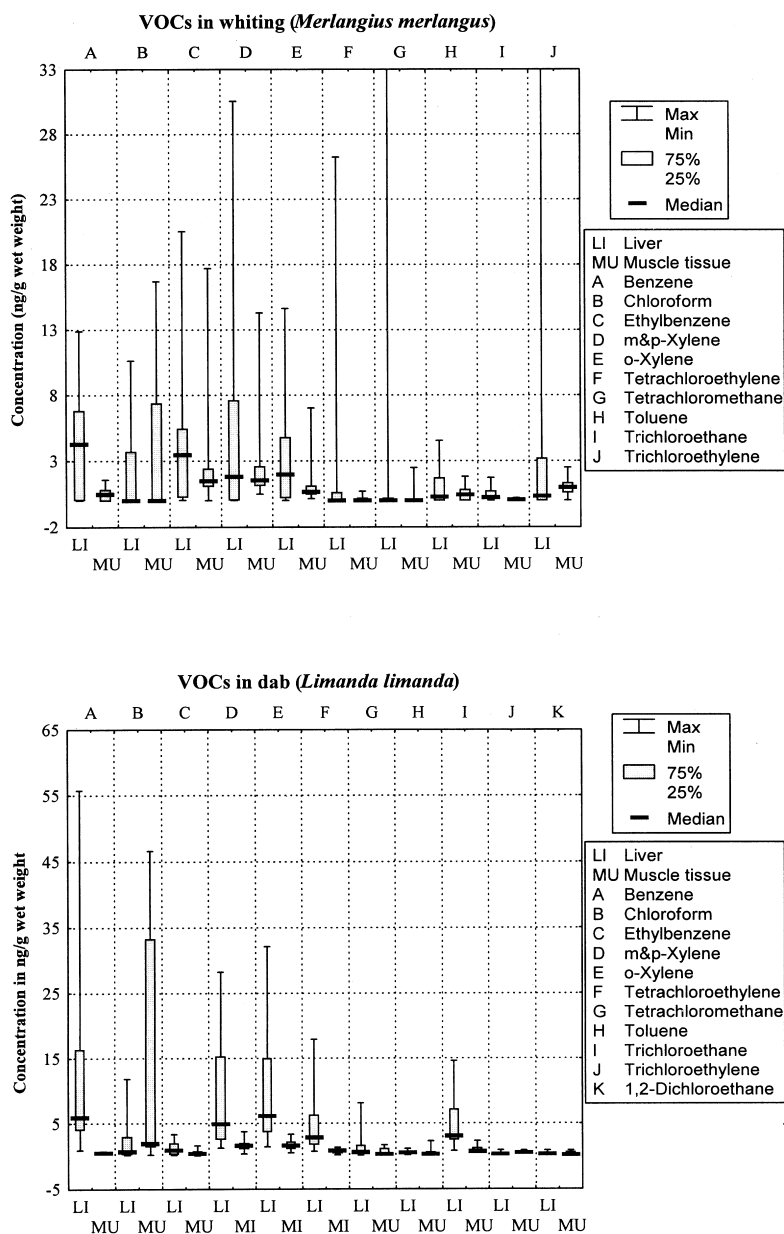 VOCs in whiting (Merlangius merlangus)
A B C D E F G H I J
33
28
23
18
13
8
3
-2
Concentration (ng/g wet weight)
LI LI LI LI LI LI LI LI LI LI
MU MU MU MU MU MU MU MU MU MU
Max
Min
75%
25%
Median
LI Liver
MU Muscle tissue
A Benzene
B Chloroform
C Ethylbenzene
D m&p-Xylene
E o-Xylene
F Tetrachloroethylene
G Tetrachloromethane
H Toluene
I Trichloroethane
J Trichloroethylene
VOCs in dab (Limanda limanda)
A B C D E F G H I J K
65
55
45
35
25
15
5
-5
Concentration in ng/g wet weight
LI LI LI LI LI LI LI LI LI LI LI
MU MU MU MI MI MI MU MU MU MU MU
Max
Min
75%
25%
Median
LI Liver
MU Muscle tissue
A Benzene
B Chloroform
C Ethylbenzene
D m&p-Xylene
E o-Xylene
F Tetrachloroethylene
G Tetrachloromethane
H Toluene
I Trichloroethane
J Trichloroethylene
K 1,2-Dichloroethane